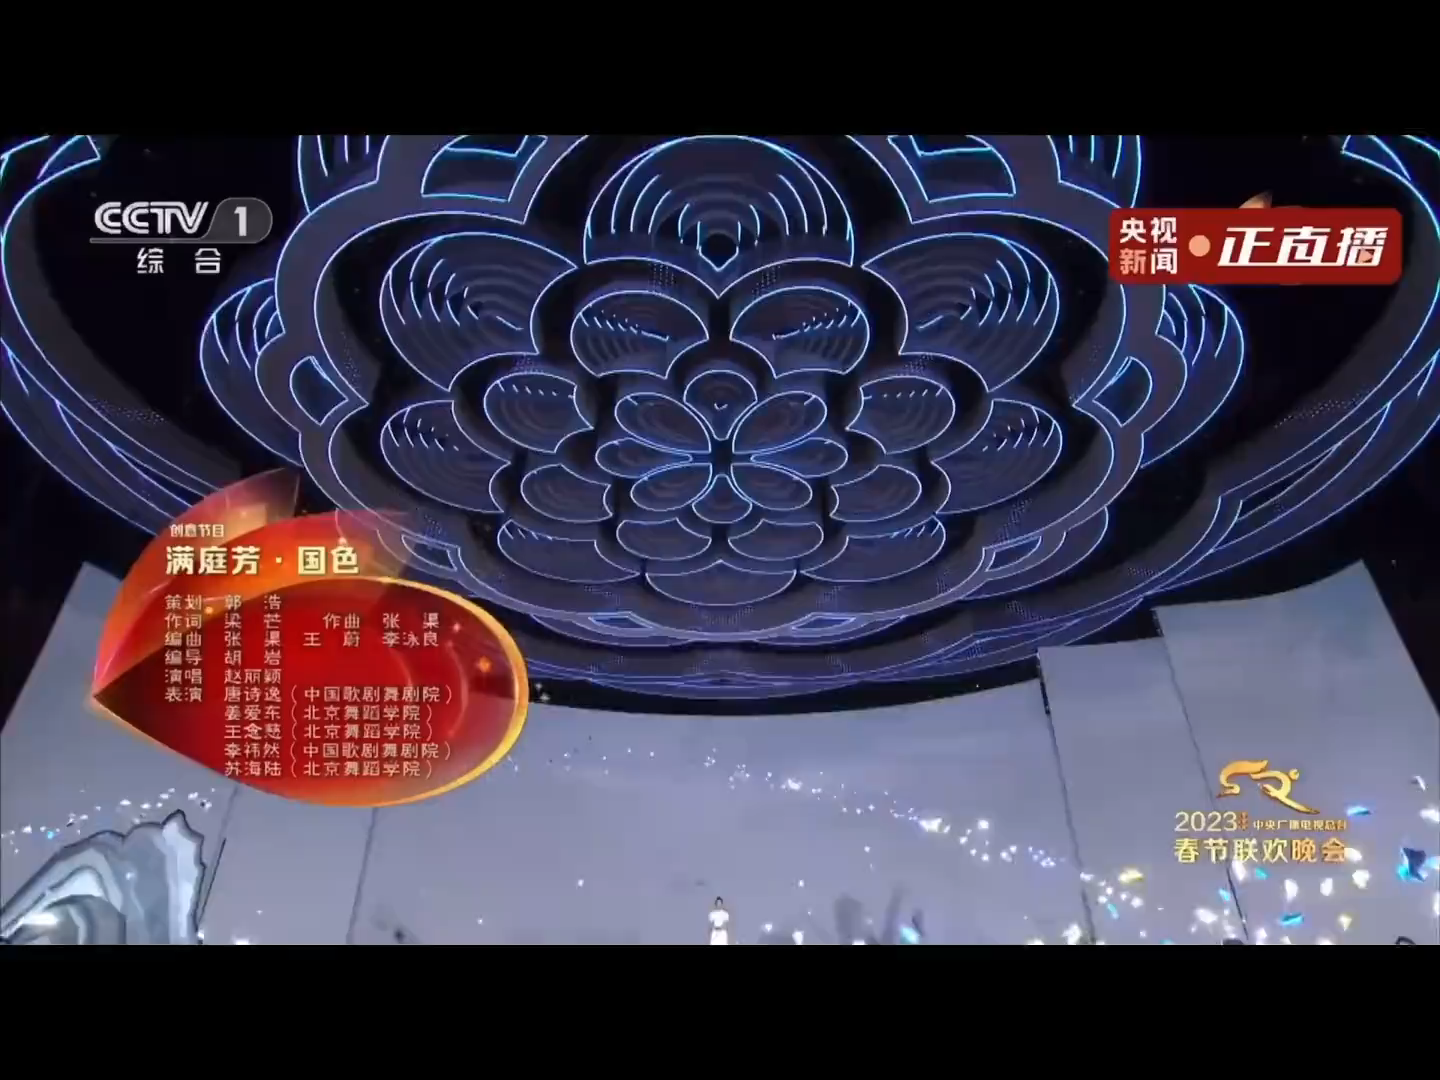 CCTV 1
综合
央视新闻 正直播
创意节目
满庭芳·国色
策划 郭浩
作词 梁芒 作曲 张渠
编曲 张渠 王蔚 李泳良
编导 胡岩
演唱 赵丽颖
表演 唐诗逸（中国歌剧舞剧院）
姜爱东（北京舞蹈学院）
王念慈（北京舞蹈学院）
李祎然（中国歌剧舞剧院）
苏海陆（北京舞蹈学院）
2023 中央广播电视总台
春节联欢晚会